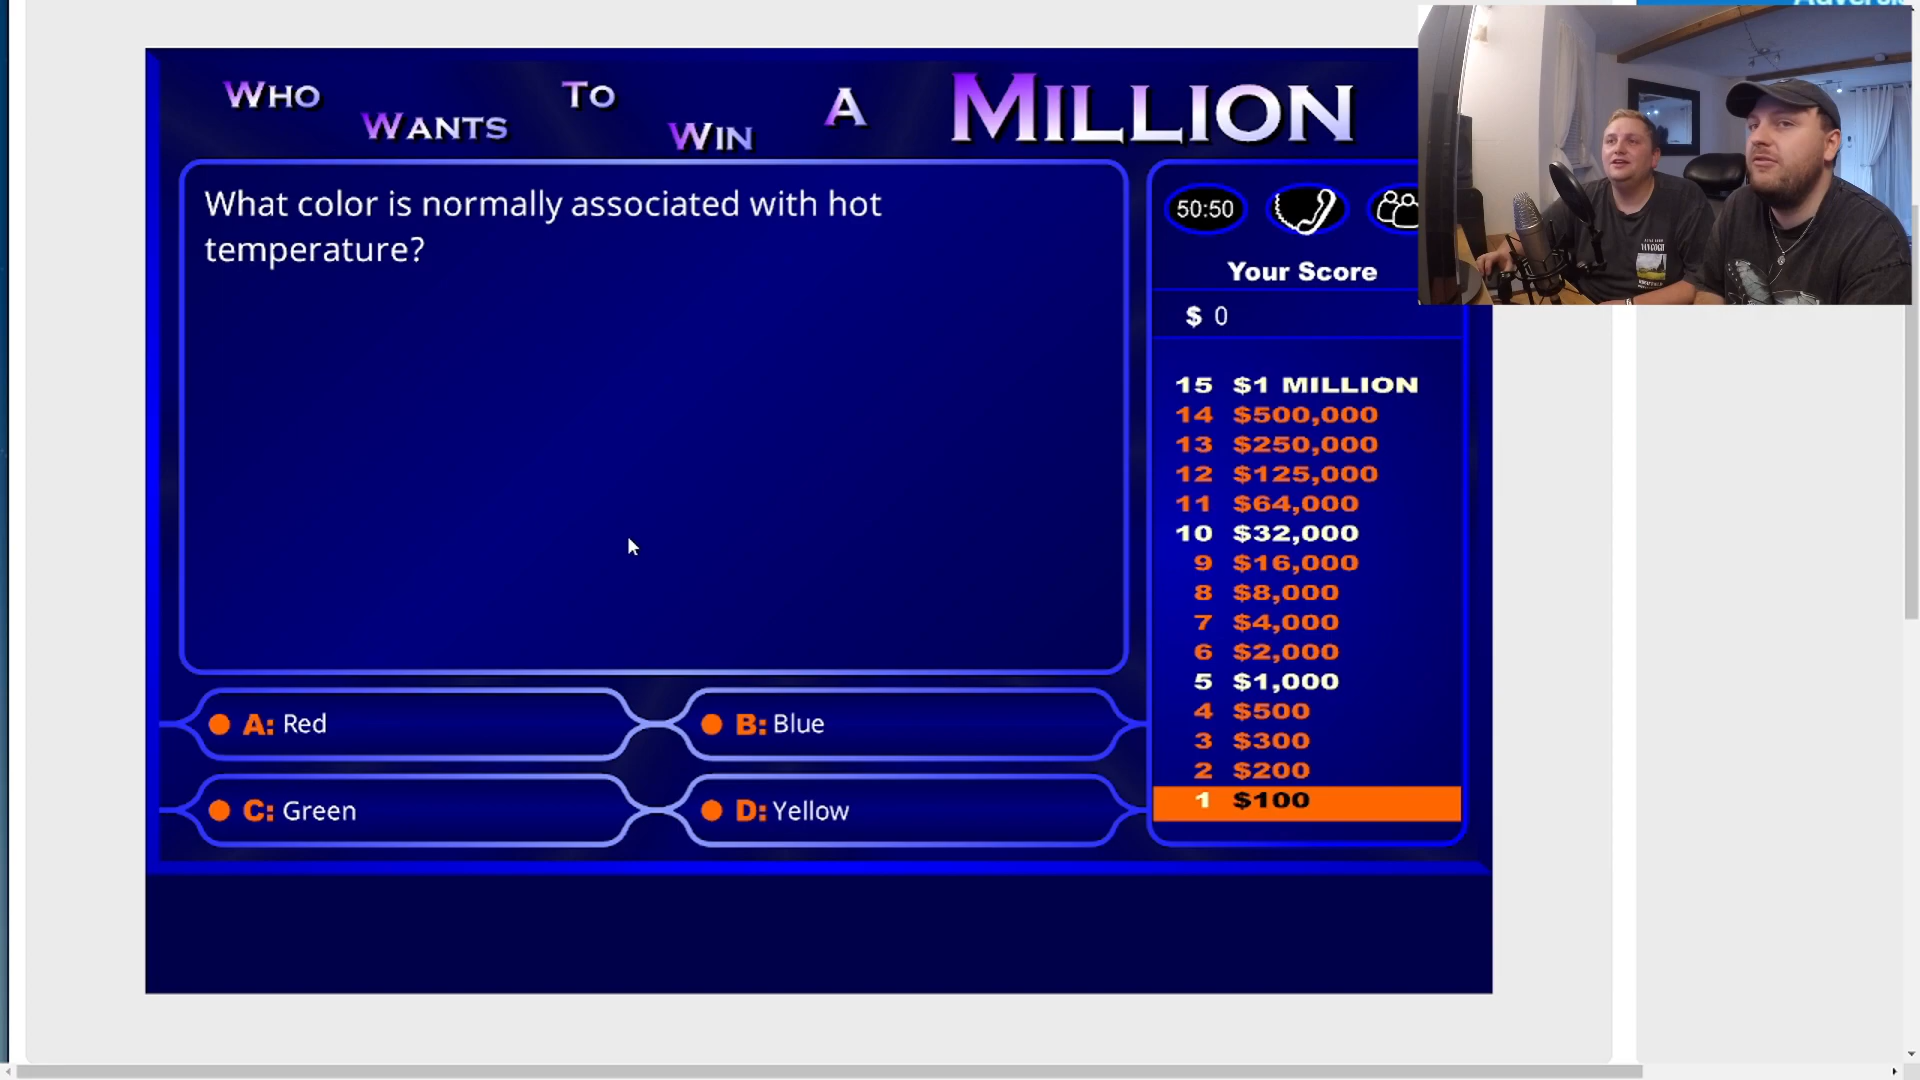 WHO WANTS TO WIN A MILLION
What color is normally associated with hot
temperature?
50:50
Your Score
$ 0
15 $1 MILLION
14 $500,000
13 $250,000
12 $125,000
11 $64,000
10 $32,000
9 $16,000
8 $8,000
7 $4,000
6 $2,000
5 $1,000
4 $500
3 $300
2 $200
1 $100
A: Red
B: Blue
C: Green
D: Yellow